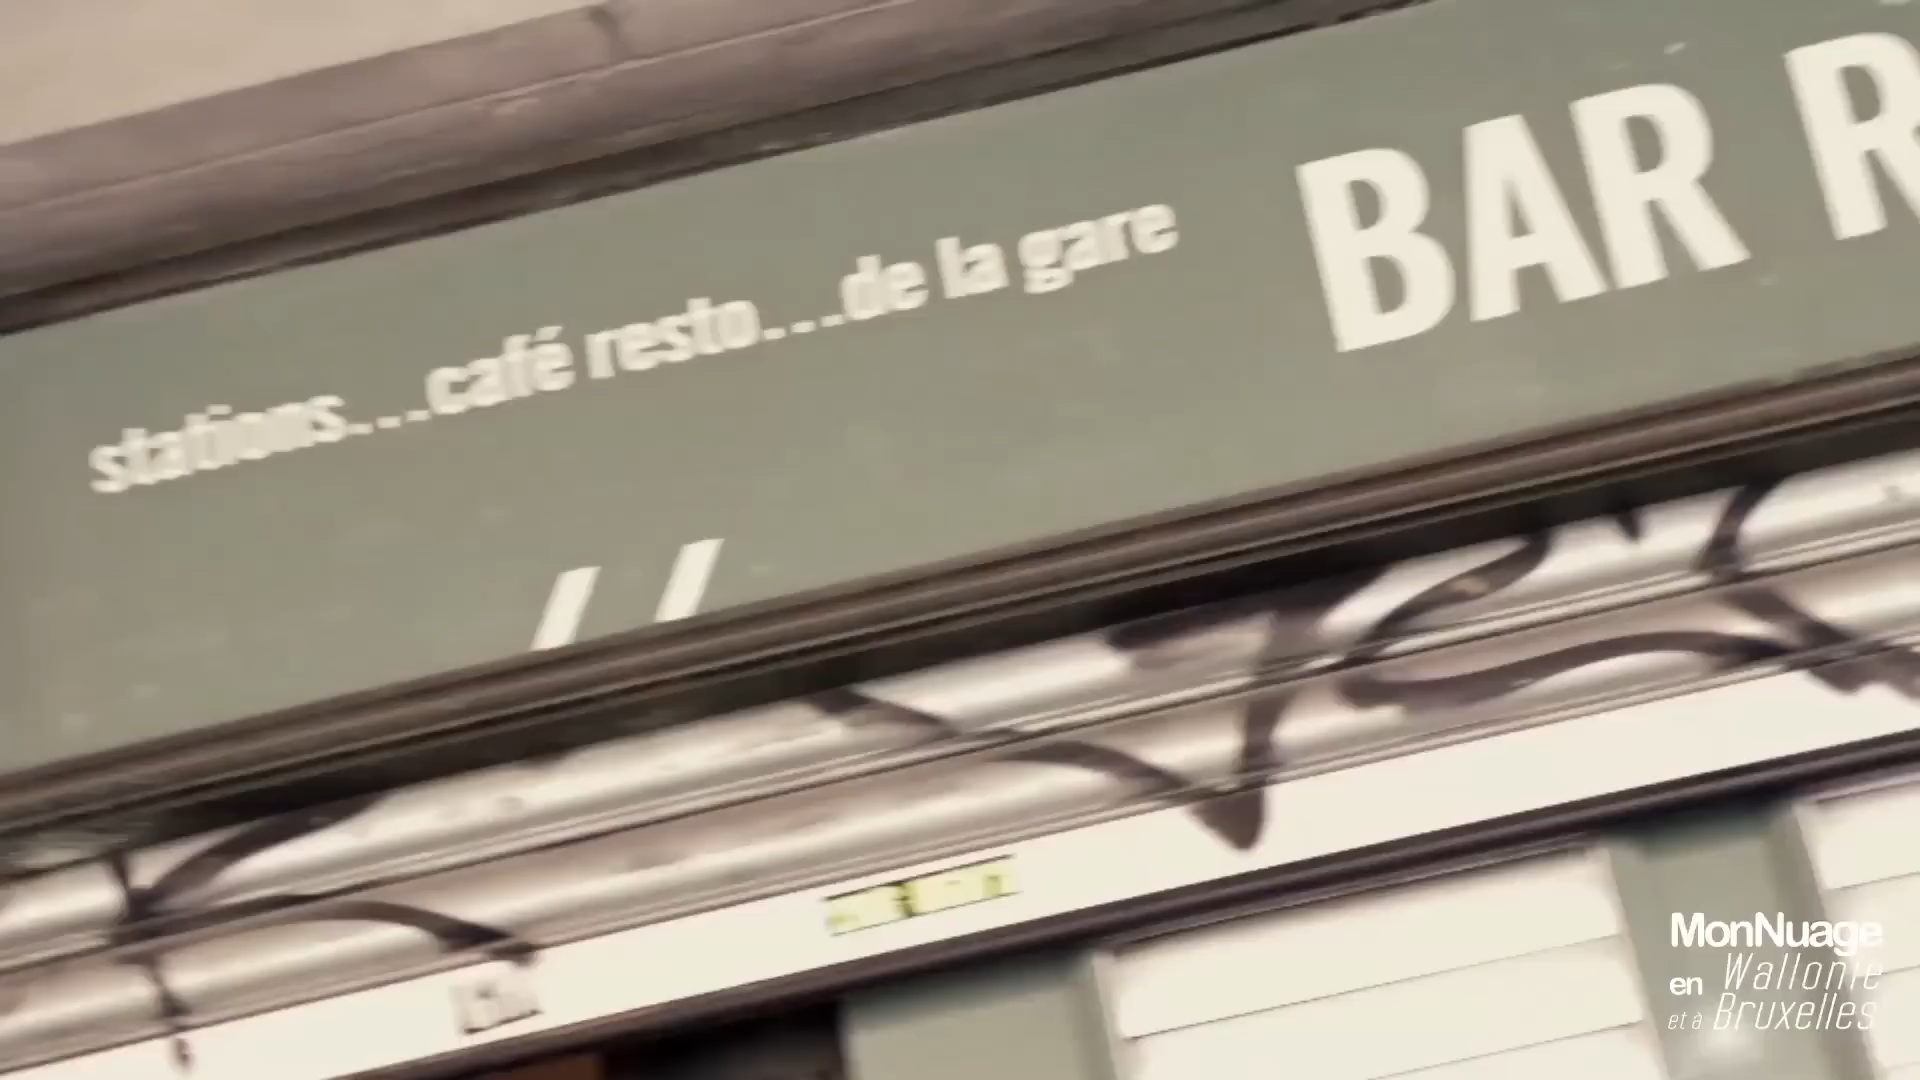 stations....café resto....de la gare
BAR R
MonNuage
en Wallonie
et à Bruxelles